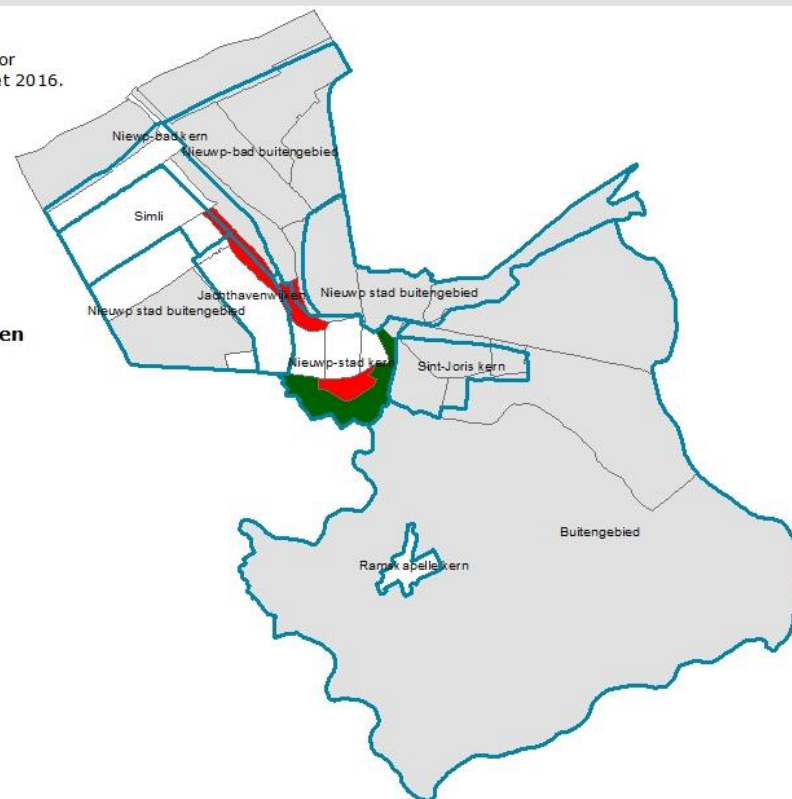 or
et 2016.
Niewp-bad kern
Nieuwp-bad buitengebied
Simli
Jachthavenwijken
Nieuwp stad buitengebied
Nieuwp stad buitengebied
en
Nieuwp-stad kern
Sint-Joris kern
Buitengebied
Ramskapelle kern